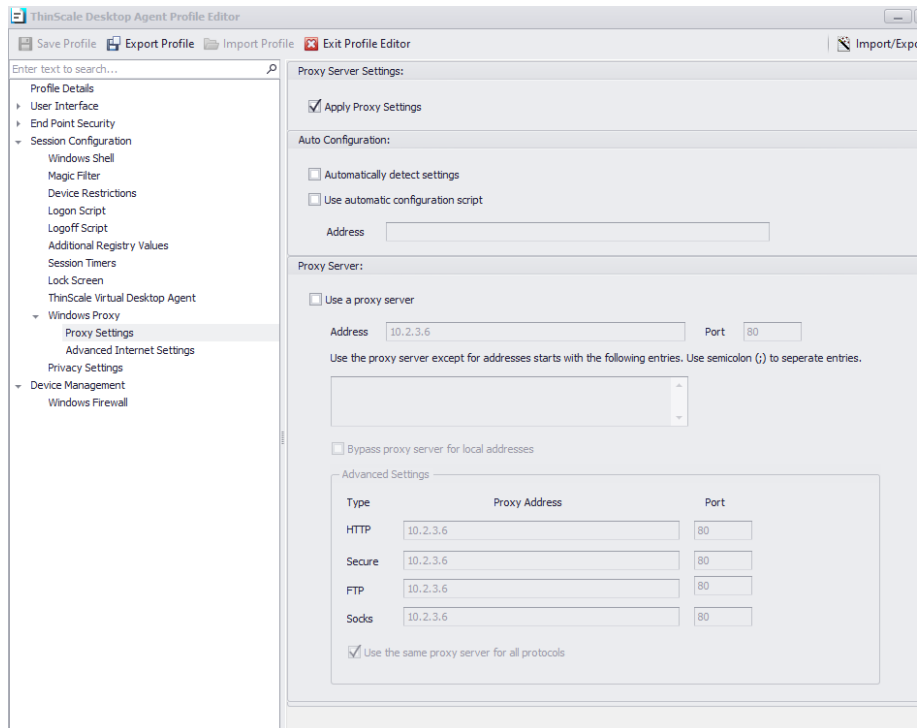 ThinScale Desktop Agent Profile Editor
Save Profile Export Profile Import Profile Exit Profile Editor
Enter text to search...
Profile Details
User Interface
End Point Security
Session Configuration
Windows Shell
Magic Filter
Device Restrictions
Logon Script
Logoff Script
Additional Registry Values
Session Timers
Lock Screen
ThinScale Virtual Desktop Agent
Windows Proxy
Proxy Settings
Advanced Internet Settings
Privacy Settings
Device Management
Windows Firewall
Import/Expo
Proxy Server Settings:
Apply Proxy Settings
Auto Configuration:
Automatically detect settings
Use automatic configuration script
Address
Proxy Server:
Use a proxy server
Address 10.2.3.6 Port 80
Use the proxy server except for addresses starts with the following entries. Use semicolon (;) to seperate entries.
Bypass proxy server for local addresses
Advanced Settings
Type Proxy Address Port
HTTP 10.2.3.6 80
Secure 10.2.3.6 80
FTP 10.2.3.6 80
Socks 10.2.3.6 80
Use the same proxy server for all protocols